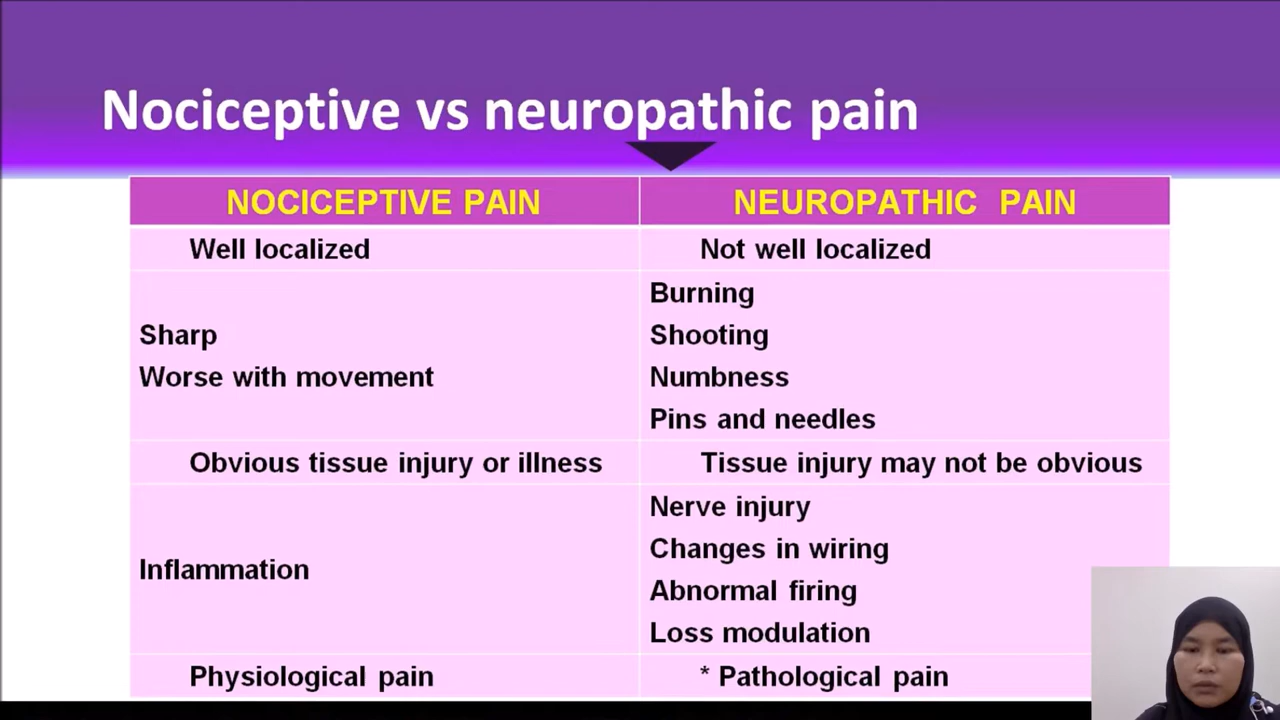 Nociceptive vs neuropathic pain
NOCICEPTIVE PAIN
NEUROPATHIC PAIN
Well localized
Not well localized
Sharp
Worse with movement
Burning
Shooting
Numbness
Pins and needles
Obvious tissue injury or illness
Tissue injury may not be obvious
Inflammation
Nerve injury
Changes in wiring
Abnormal firing
Loss modulation
Physiological pain
* Pathological pain